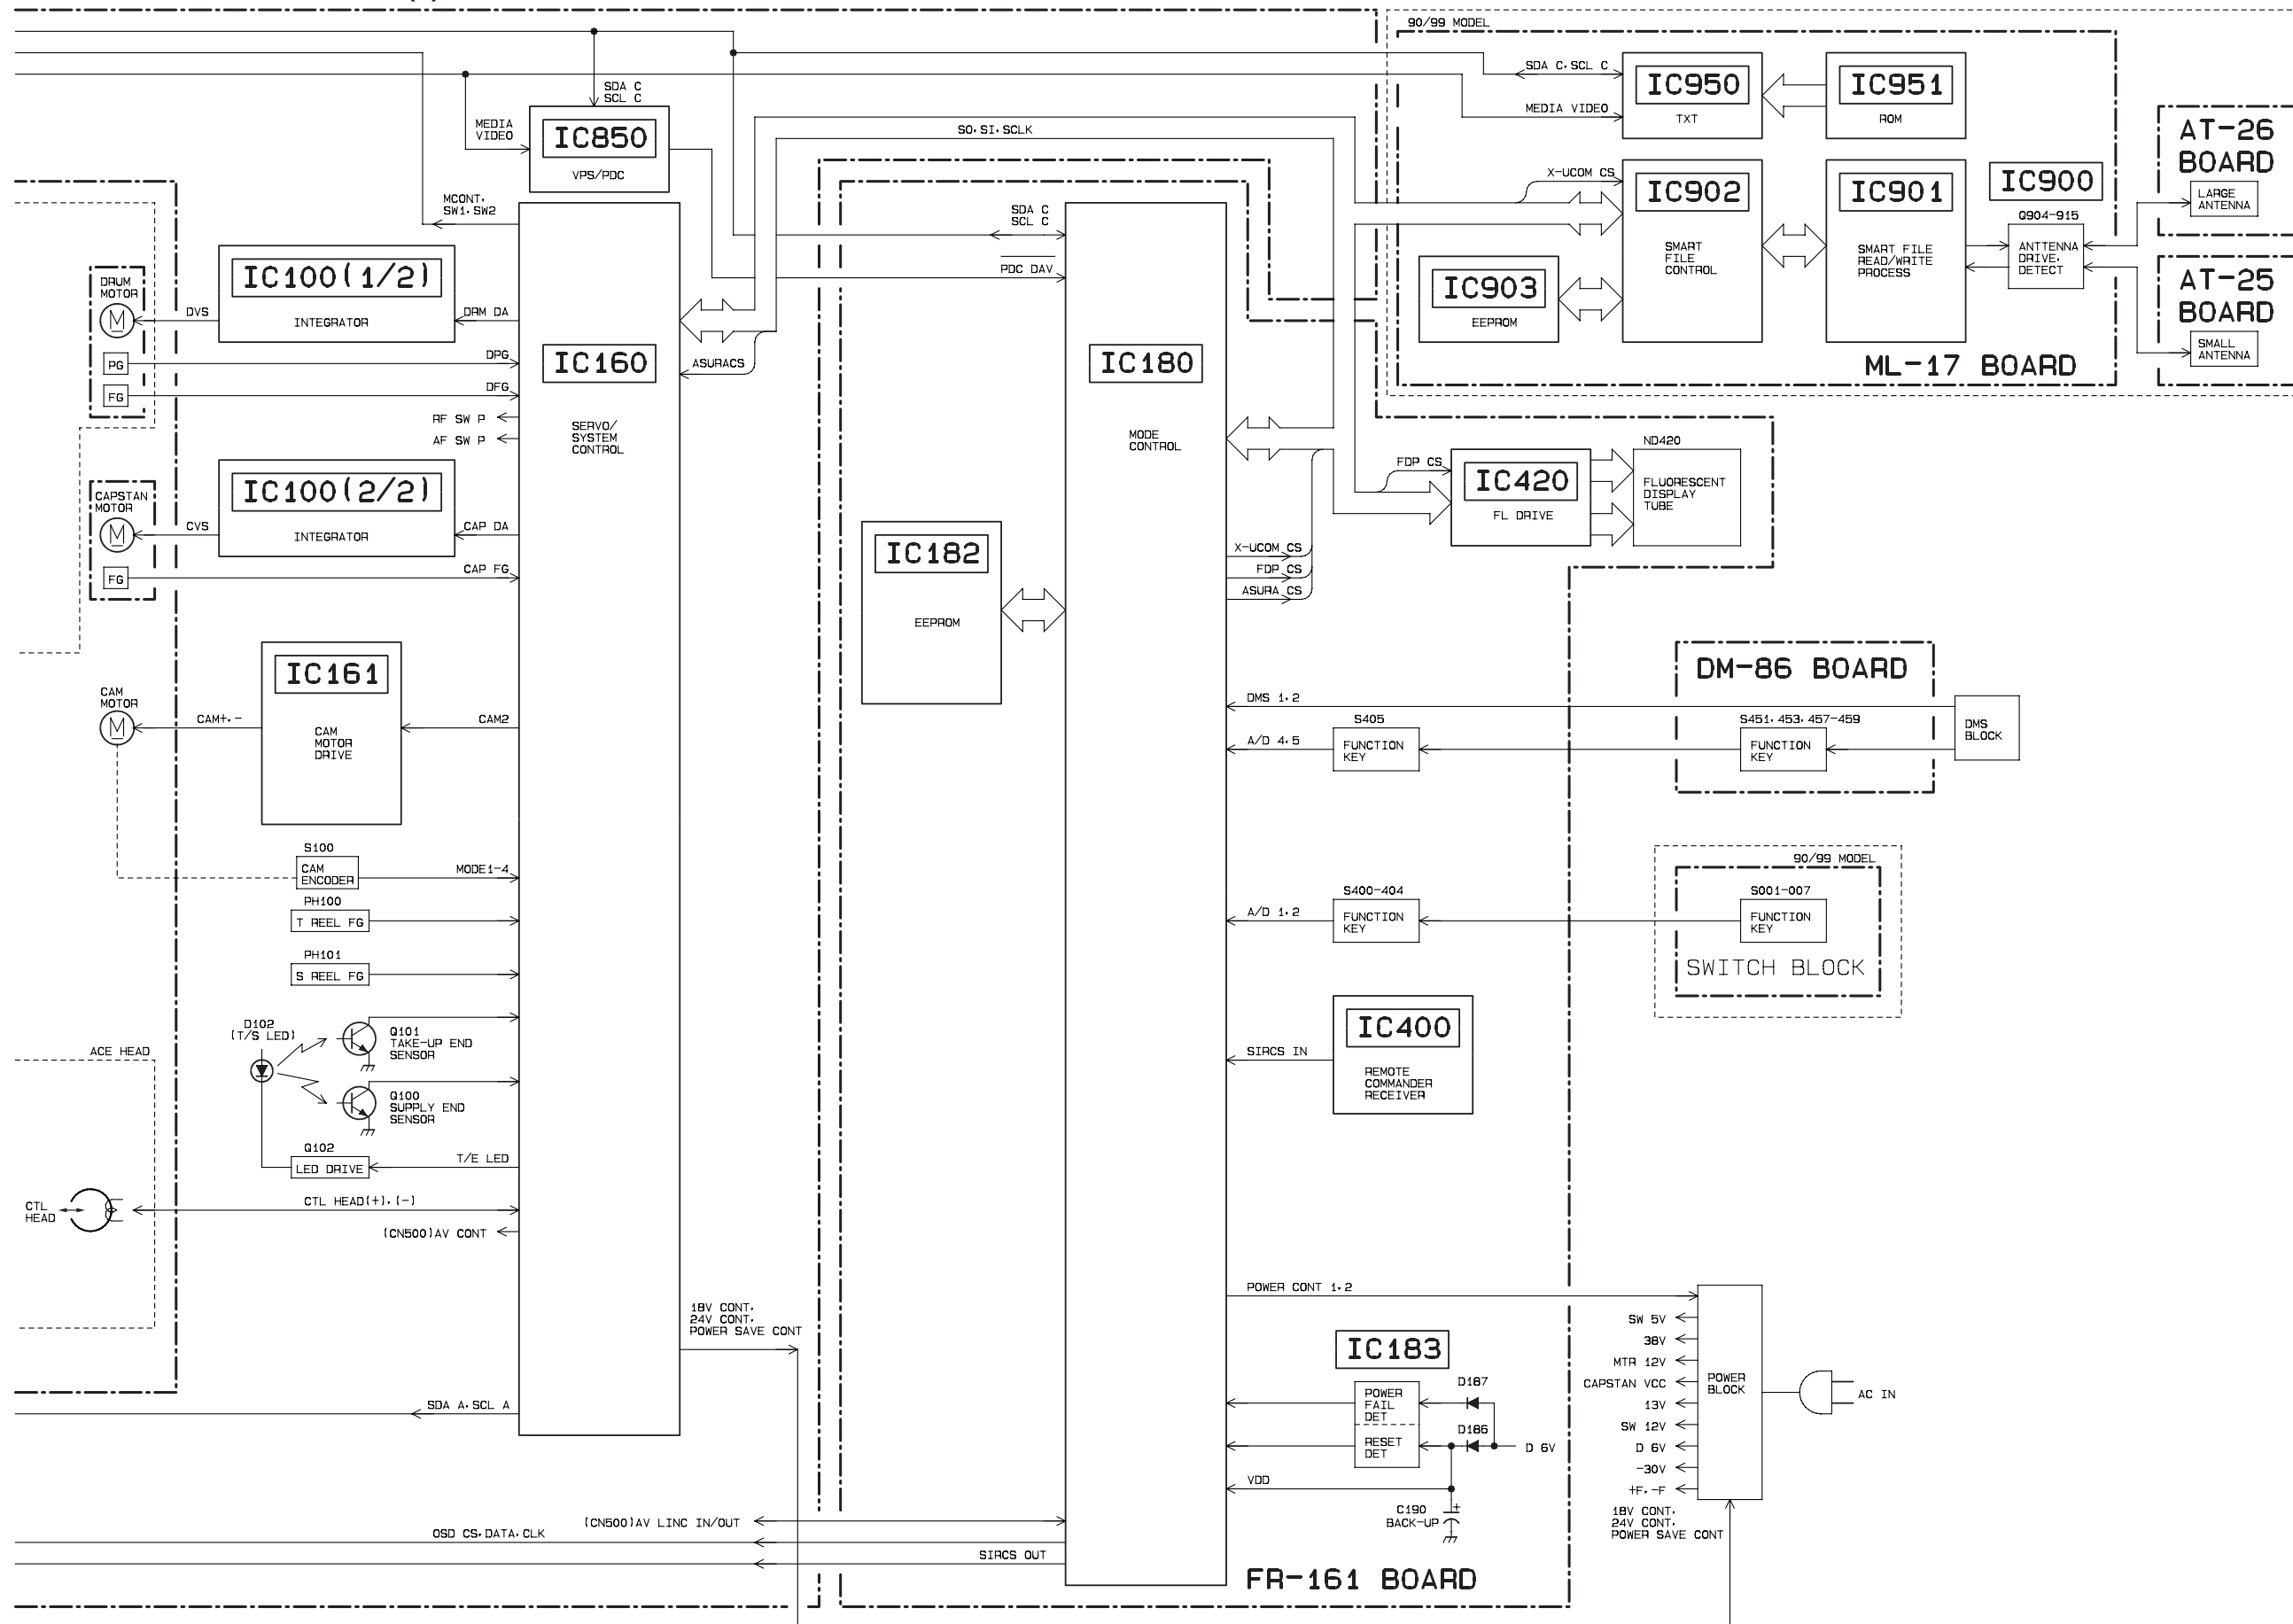 90/99 MODEL
SDA C, SCL C
MEDIA VIDEO
IC950
TXT
IC951
ROM
AT-26
BOARD
LARGE
ANTENNA
SDA C
SCL C
MEDIA
VIDEO
IC850
VPS/PDC
SO, SI, SCLK
X-UCOM CS
IC902
SMART
FILE
CONTROL
IC901
SMART FILE
READ/WRITE
PROCESS
IC900
Q904-915
ANTTENNA
DRIVE,
DETECT
IC903
EEPROM
ML-17 BOARD
AT-25
BOARD
SMALL
ANTENNA
MCONT,
SW1, SW2
SDA C
SCL C
PDC DAV
DRUM
MOTOR
M
PG
FG
DVS
IC100(1/2)
INTEGRATOR
DRM DA
DPG
DFG
RF SW P
AF SW P
IC160
SERVO/
SYSTEM
CONTROL
ASURACS
IC180
MODE
CONTROL
CAPSTAN
MOTOR
M
FG
CVS
IC100(2/2)
INTEGRATOR
CAP DA
CAP FG
IC182
EEPROM
X-UCOM CS
FDP CS
ASURA CS
FDP CS
IC420
FL DRIVE
ND420
FLUORESCENT
DISPLAY
TUBE
CAM
MOTOR
M
CAM+, -
IC161
CAM
MOTOR
DRIVE
CAM2
DMS 1, 2
A/D 4, 5
S405
FUNCTION
KEY
DM-86 BOARD
S451, 453, 457-459
FUNCTION
KEY
DMS
BLOCK
S100
CAM
ENCODER
MODE1-4
PH100
T REEL FG
PH101
S REEL FG
A/D 1, 2
S400-404
FUNCTION
KEY
90/99 MODEL
S001-007
FUNCTION
KEY
SWITCH BLOCK
D102
(T/S LED)
Q101
TAKE-UP END
SENSOR
Q100
SUPPLY END
SENSOR
Q102
LED DRIVE
T/E LED
SIRCS IN
IC400
REMOTE
COMMANDER
RECEIVER
ACE HEAD
CTL
HEAD
CTL HEAD(+), (-)
(CN500)AV CONT
18V CONT,
24V CONT,
POWER SAVE CONT
POWER CONT 1, 2
IC183
POWER
FAIL
DET
RESET
DET
D187
D186
D 6V
VDD
C190
BACK-UP
+
SW 5V
38V
MTR 12V
CAPSTAN VCC
13V
SW 12V
D 6V
-30V
+F, -F
POWER
BLOCK
AC IN
18V CONT,
24V CONT,
POWER SAVE CONT
SDA A, SCL A
(CN500)AV LINC IN/OUT
OSD CS, DATA, CLK
SIRCS OUT
FR-161 BOARD